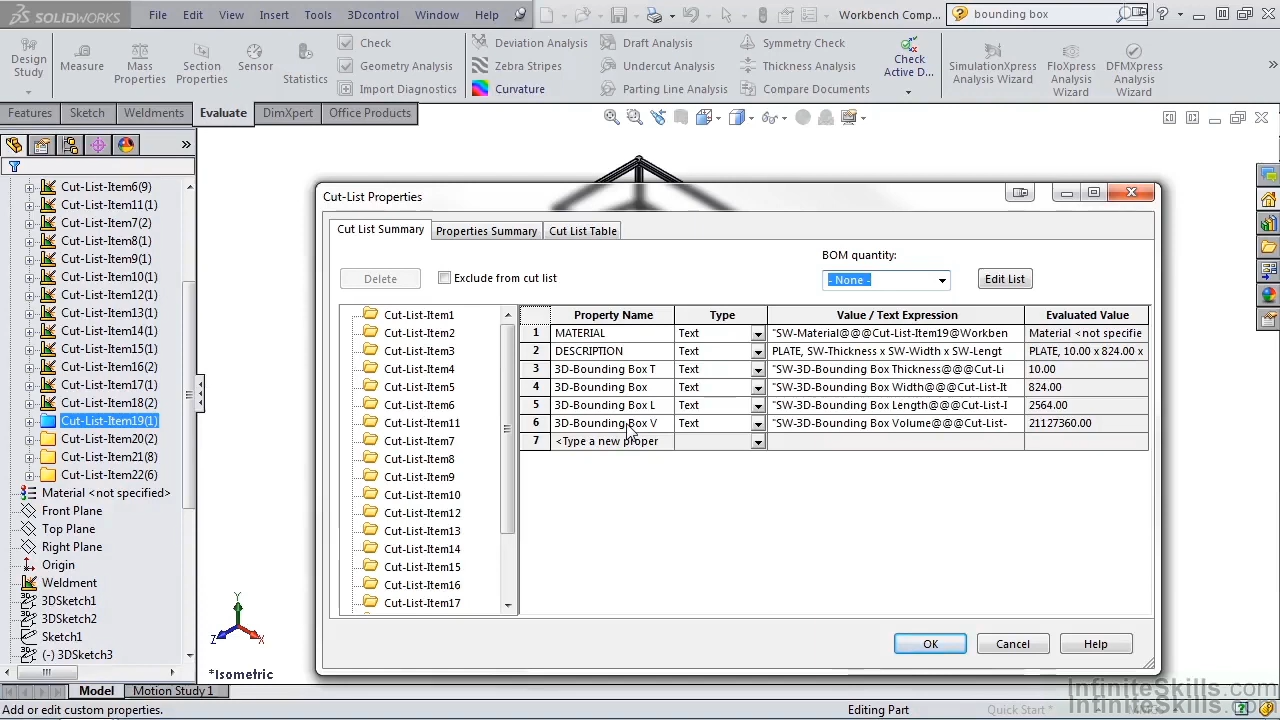 SOLIDWORKS
File Edit View Insert Tools 3Dcontrol Window Help
Workbench Comp...
bounding box
Design Study
Measure
Mass Properties
Section Properties
Sensor
Statistics
Check
Geometry Analysis
Import Diagnostics
Deviation Analysis
Zebra Stripes
Curvature
Draft Analysis
Undercut Analysis
Parting Line Analysis
Symmetry Check
Thickness Analysis
Compare Documents
Check Active D...
SimulationXpress Analysis Wizard
FloXpress Analysis Wizard
DFMXpress Analysis Wizard
Features Sketch Weldments Evaluate DimXpert Office Products
Cut-List-Item6(9)
Cut-List-Item11(1)
Cut-List-Item7(2)
Cut-List-Item8(1)
Cut-List-Item9(1)
Cut-List-Item10(1)
Cut-List-Item12(1)
Cut-List-Item13(1)
Cut-List-Item14(1)
Cut-List-Item15(1)
Cut-List-Item16(2)
Cut-List-Item17(1)
Cut-List-Item18(2)
Cut-List-Item19(1)
Cut-List-Item20(2)
Cut-List-Item21(8)
Cut-List-Item22(6)
Material <not specified>
Front Plane
Top Plane
Right Plane
Origin
Weldment
3DSketch1
3DSketch2
Sketch1
(-) 3DSketch3
Cut-List Properties
Cut List Summary Properties Summary Cut List Table
BOM quantity:
Delete Exclude from cut list - None - Edit List
Cut-List-Item1
Cut-List-Item2
Cut-List-Item3
Cut-List-Item4
Cut-List-Item5
Cut-List-Item6
Cut-List-Item11
Cut-List-Item7
Cut-List-Item8
Cut-List-Item9
Cut-List-Item10
Cut-List-Item12
Cut-List-Item13
Cut-List-Item14
Cut-List-Item15
Cut-List-Item16
Cut-List-Item17
Property Name Type Value / Text Expression Evaluated Value
1 MATERIAL Text "SW-Material@@@Cut-List-Item19@Workben Material <not specifie
2 DESCRIPTION Text PLATE, SW-Thickness x SW-Width x SW-Lengt PLATE, 10.00 x 824.00 x
3 3D-Bounding Box T Text "SW-3D-Bounding Box Thickness@@@Cut-Li 10.00
4 3D-Bounding Box Text "SW-3D-Bounding Box Width@@@Cut-List-It 824.00
5 3D-Bounding Box L Text "SW-3D-Bounding Box Length@@@Cut-List-I 2564.00
6 3D-Bounding Box V Text "SW-3D-Bounding Box Volume@@@Cut-List- 21127360.00
7 <Type a new proper
OK Cancel Help
Y
Z X
*Isometric
Model Motion Study 1
InfiniteSkills.com
InfiniteSkills.com
Add or edit custom properties. Editing Part Quick Start